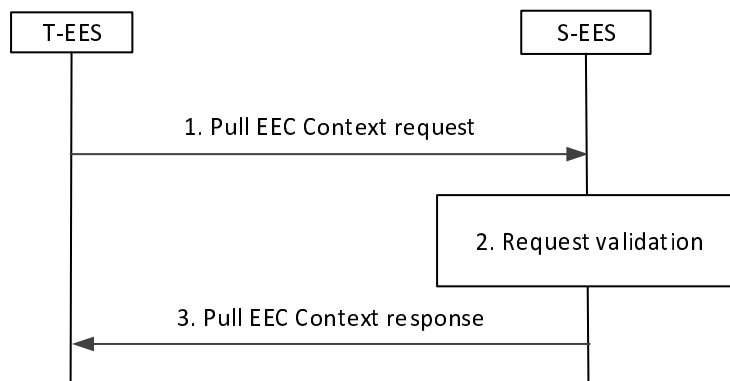 T-EES
S-EES
1. Pull EEC Context request
2. Request validation
3. Pull EEC Context response